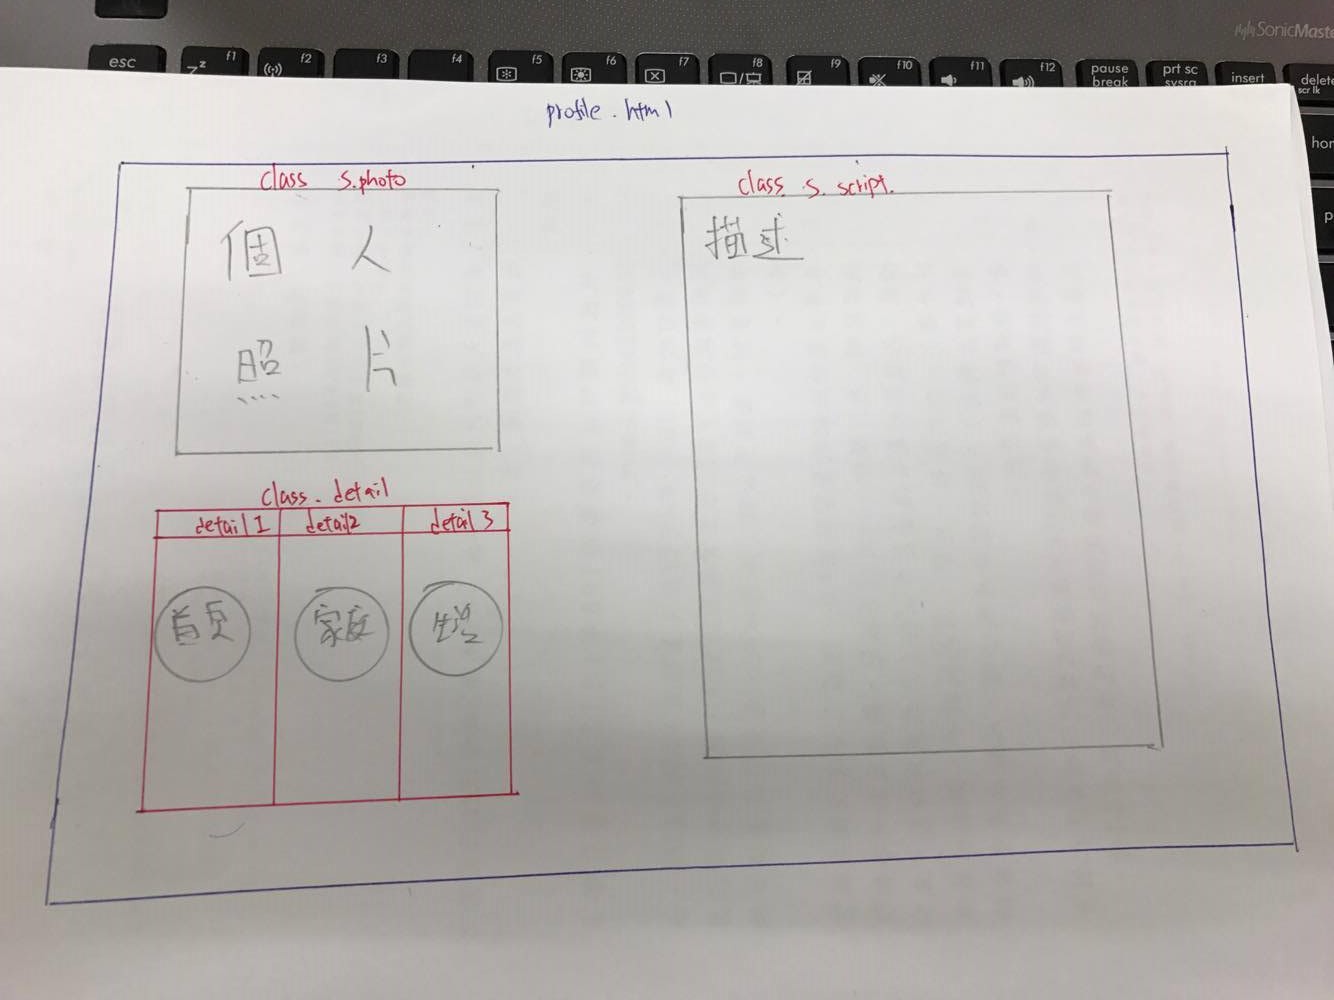 SonicMaste
esc
f1
f2
f3
f4
f5
f6
f7
f8
f9
f10
f11
f12
pause
break
prt sc
sysrq
insert
delete
scr lk
hor
p
profile.html
class s.photo
個人
照片
class s. script.
描述
class. detail
detail 1
detail2
detail 3
首頁
家庭